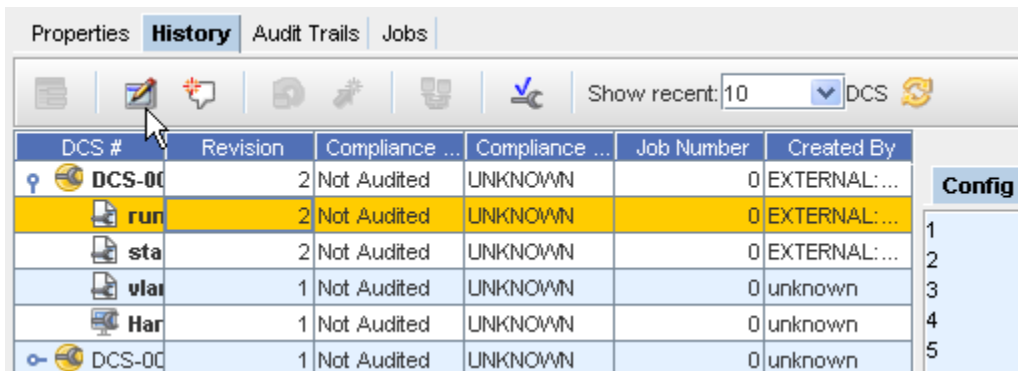 Properties History Audit Trails Jobs
Show recent: 10 DCS
DCS # Revision Compliance ... Compliance ... Job Number Created By
DCS-00 2 Not Audited UNKNOWN 0 EXTERNAL:... Config
run 2 Not Audited UNKNOWN 0 EXTERNAL:...
1
sta 2 Not Audited UNKNOWN 0 EXTERNAL:...
2
vlan 1 Not Audited UNKNOWN 0 unknown
3
Har 1 Not Audited UNKNOWN 0 unknown
4
DCS-00 1 Not Audited UNKNOWN 0 unknown
5